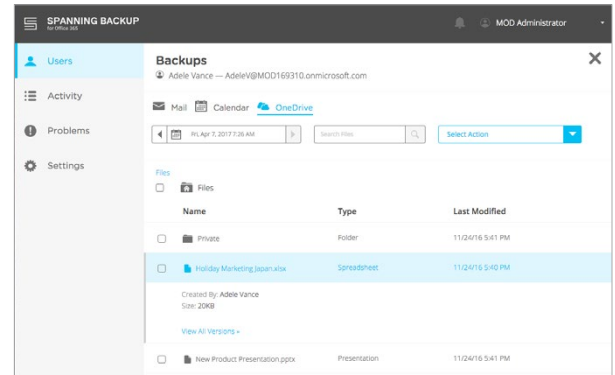 SPANNING BACKUP
for Office 365
MOD Administrator
Users
Activity
Problems
Settings
Backups
Adele Vance — AdeleV@MOD169310.onmicrosoft.com
Mail
Calendar
OneDrive
Fri, Apr 7, 2017 7:26 AM
Search Files
Select Action
Files
Files
Name Type Last Modified
Private Folder 11/24/16 5:41 PM
Holiday Marketing Japan.xlsx Spreadsheet 11/24/16 5:40 PM
Created By: Adele Vance
Size: 20KB
View All Versions »
New Product Presentation.pptx Presentation 11/24/16 5:41 PM